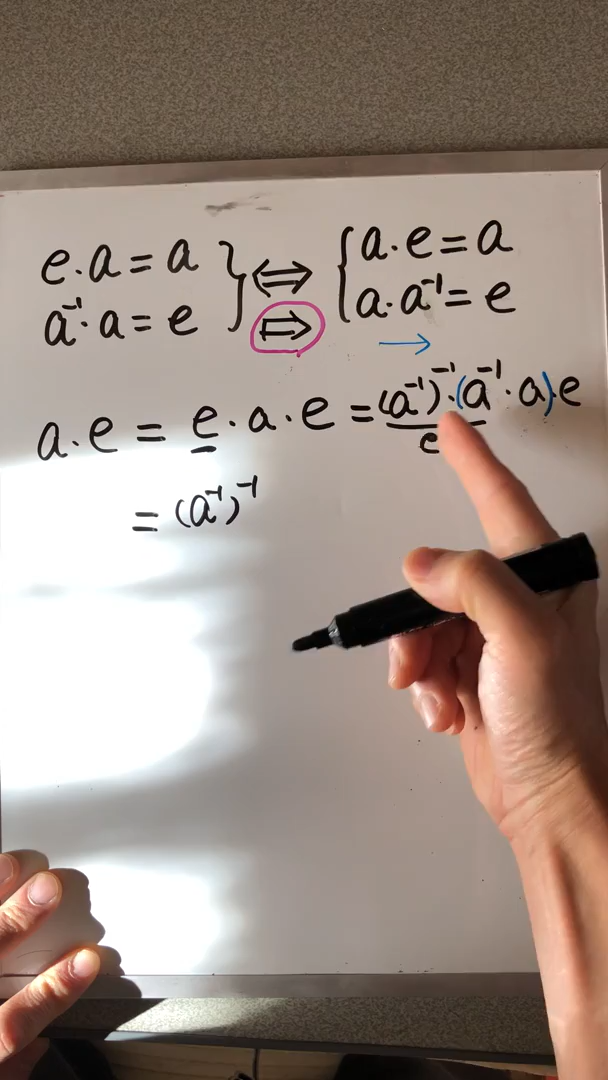 e·a=a } ⇔ { a·e=a
a⁻¹·a=e } ⇒ { a·a⁻¹=e
→
a·e = e·a·e = (a⁻¹)⁻¹·(a⁻¹·a)·e
e
= (a⁻¹)⁻¹